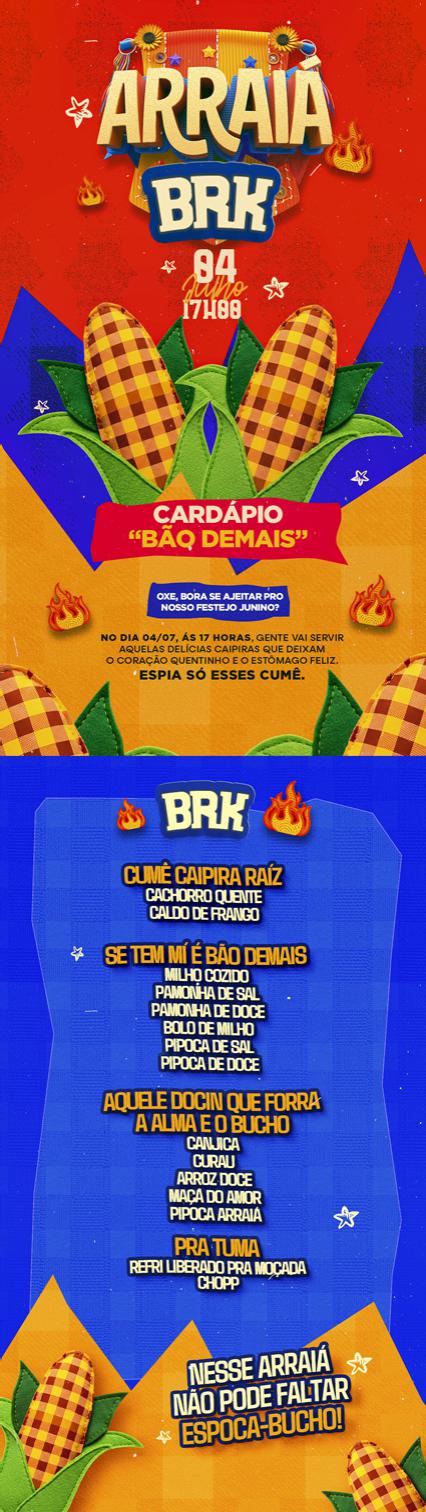 ARRAIÁ
BRK
04
Julho
17H00
CARDÁPIO
“BÃO DEMAIS”
OXE, BORA SE AJEITAR PRO
NOSSO FESTEJO JUNINO?
NO DIA 04/07, ÁS 17 HORAS, GENTE VAI SERVIR
AQUELAS DELÍCIAS CAIPIRAS QUE DEIXAM
O CORAÇÃO QUENTINHO E O ESTÔMAGO FELIZ.
ESPIA SÓ ESSES CUMÊ.
BRK
CUMÊ CAIPIRA RAÍZ
CACHORRO QUENTE
CALDO DE FRANGO
SE TEM MÍ É BÃO DEMAIS
MILHO COZIDO
PAMONHA DE SAL
PAMONHA DE DOCE
BOLO DE MILHO
PIPOCA DE SAL
PIPOCA DE DOCE
AQUELE DOCIN QUE FORRA
A ALMA E O BUCHO
CANJICA
CURAU
ARROZ DOCE
MAÇÃ DO AMOR
PIPOCA ARRAIÁ
PRA TUMA
REFRI LIBERADO PRA MOÇADA
CHOPP
NESSE ARRAIÁ
NÃO PODE FALTAR
ESPOCA-BUCHO!